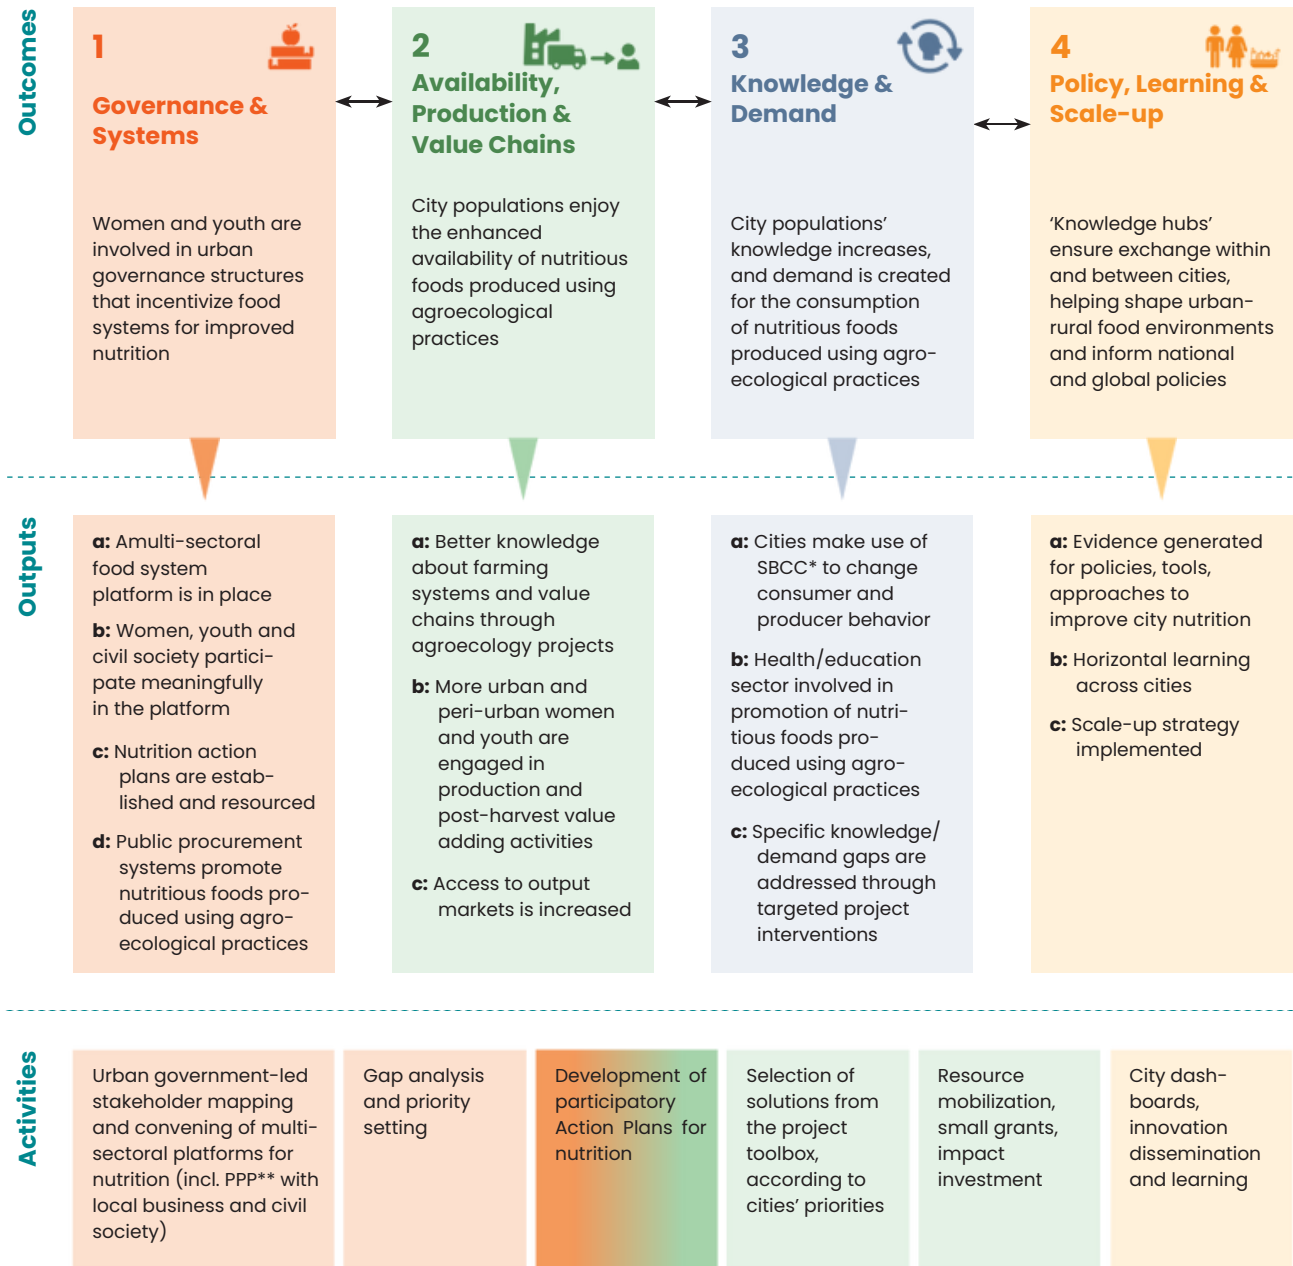 Outcomes
1
Governance &
Systems
Women and youth are
involved in urban
governance structures
that incentivize food
systems for improved
nutrition
2
Availability,
Production &
Value Chains
City populations enjoy
the enhanced
availability of nutritious
foods produced using
agroecological
practices
3
Knowledge &
Demand
City populations’
knowledge increases,
and demand is created
for the consumption
of nutritious foods
produced using agro-
ecological practices
4
Policy, Learning &
Scale-up
‘Knowledge hubs’
ensure exchange within
and between cities,
helping shape urban-
rural food environments
and inform national
and global policies
Outputs
a: Amulti-sectoral
food system
platform is in place
b: Women, youth and
civil society partici-
pate meaningfully
in the platform
c: Nutrition action
plans are estab-
lished and resourced
d: Public procurement
systems promote
nutritious foods pro-
duced using agro-
ecological practices
a: Better knowledge
about farming
systems and value
chains through
agroecology projects
b: More urban and
peri-urban women
and youth are
engaged in
production and
post-harvest value
adding activities
c: Access to output
markets is increased
a: Cities make use of
SBCC* to change
consumer and
producer behavior
b: Health/education
sector involved in
promotion of nutri-
tious foods pro-
duced using agro-
ecological practices
c: Specific knowledge/
demand gaps are
addressed through
targeted project
interventions
a: Evidence generated
for policies, tools,
approaches to
improve city nutrition
b: Horizontal learning
across cities
c: Scale-up strategy
implemented
Activities
Urban government-led
stakeholder mapping
and convening of multi-
sectoral platforms for
nutrition (incl. PPP** with
local business and civil
society)
Gap analysis
and priority
setting
Development of
participatory
Action Plans for
nutrition
Selection of
solutions from
the project
toolbox,
according to
cities’ priorities
Resource
mobilization,
small grants,
impact
investment
City dash-
boards,
innovation
dissemination
and learning